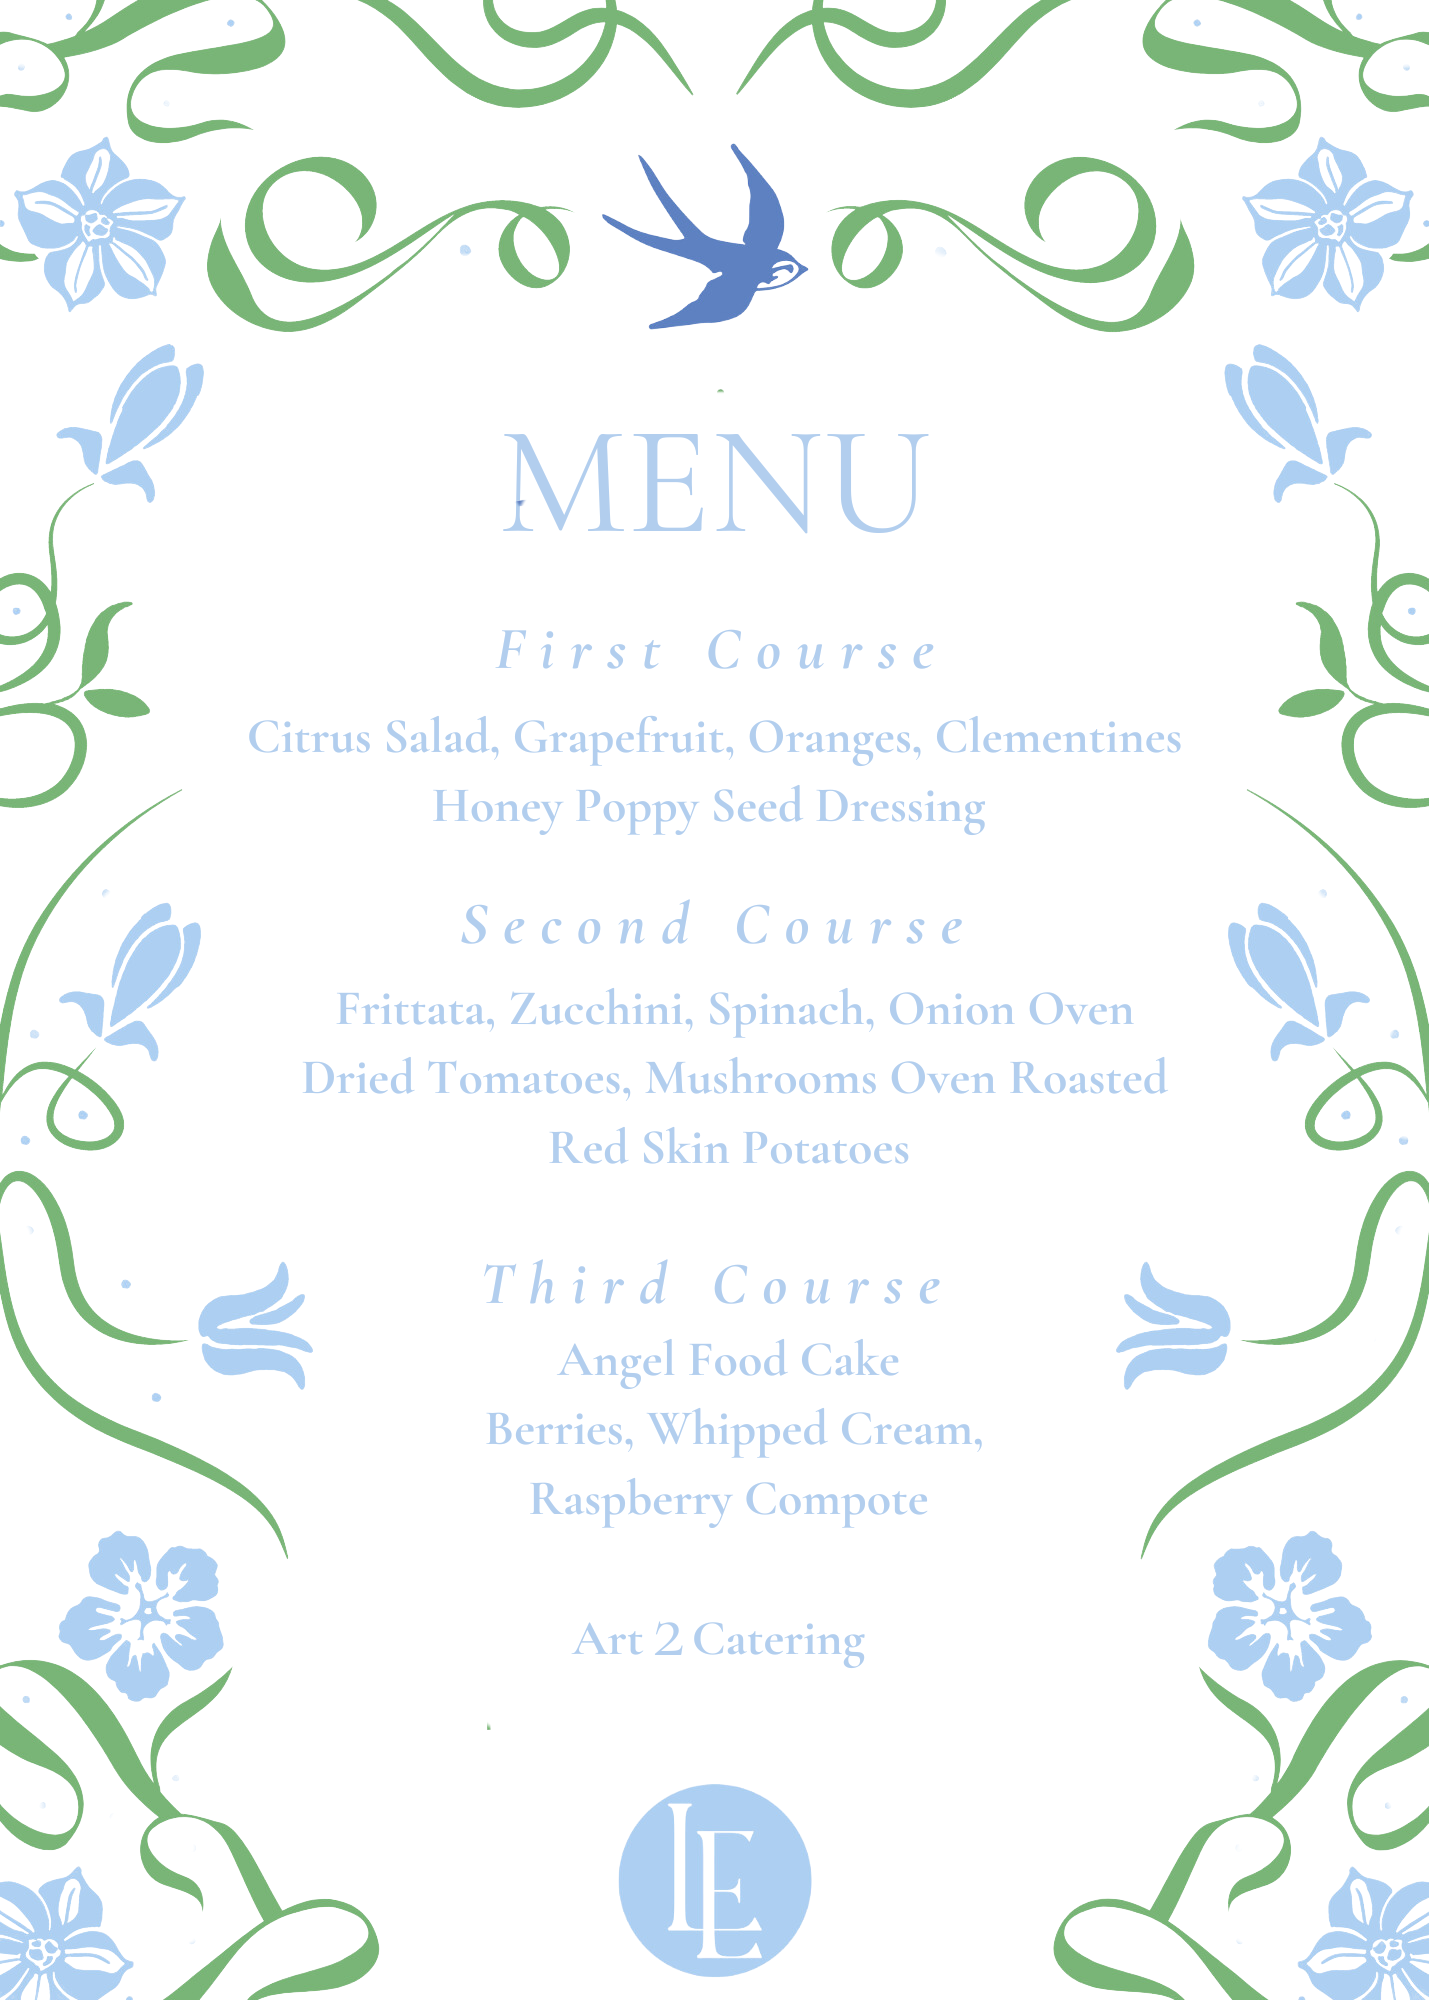 MENU
First Course
Citrus Salad, Grapefruit, Oranges, Clementines
Honey Poppy Seed Dressing
Second Course
Frittata, Zucchini, Spinach, Onion Oven
Dried Tomatoes, Mushrooms Oven Roasted
Red Skin Potatoes
Third Course
Angel Food Cake
Berries, Whipped Cream,
Raspberry Compote
Art 2 Catering
LE